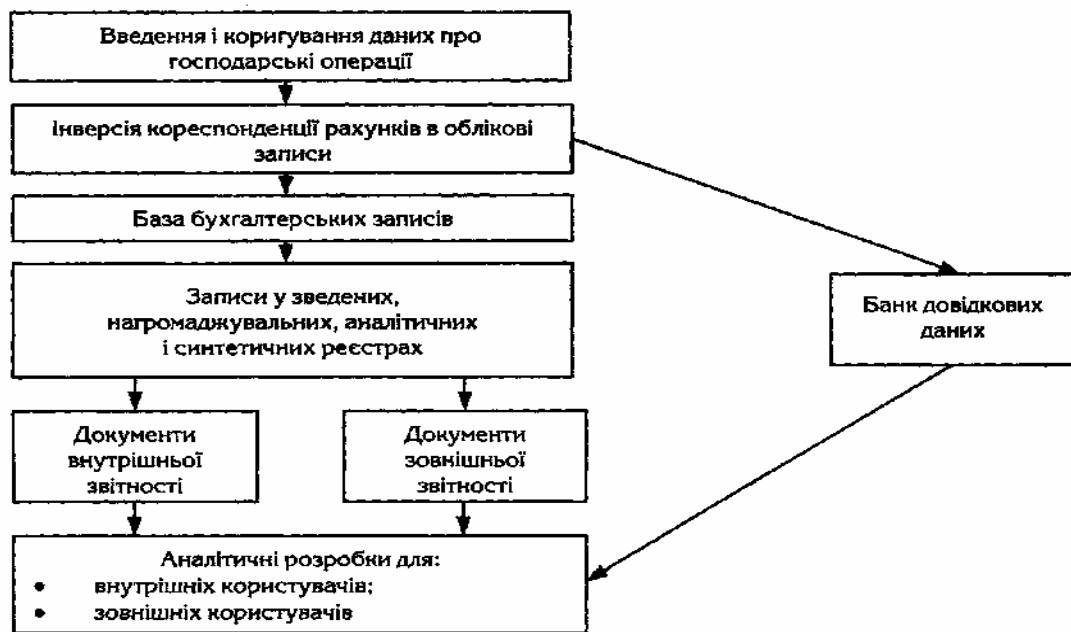 Введення і коригування даних про
господарські операції
Інверсія кореспонденції рахунків в облікові
записи
База бухгалтерських записів
Записи у зведених,
нагромаджувальних, аналітичних
і синтетичних реєстрах
Банк довідкових
даних
Документи
внутрішньої
звітності
Документи
зовнішньої
звітності
Аналітичні розробки для:
• внутрішніх користувачів;
• зовнішніх користувачів